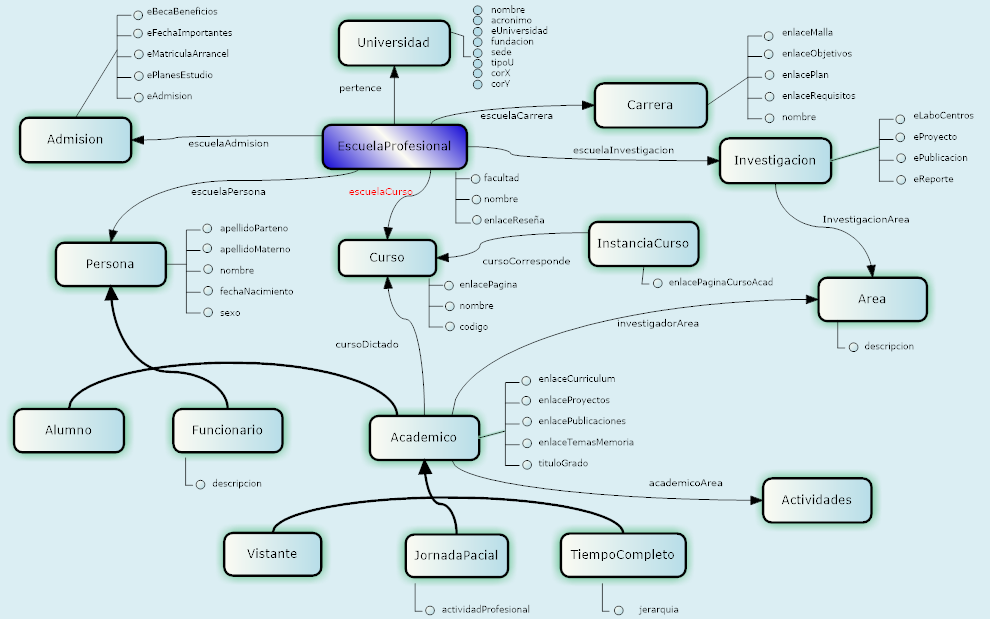 eBecaBeneficios
eFechaImportantes
eMatriculaArrancel
ePlanesEstudio
eAdmision
Admision
escuelaAdmision
Universidad
nombre
acronimo
eUniversidad
fundacion
sede
tipoU
corX
corY
pertence
EscuelaProfesional
facultad
nombre
enlaceReseña
escuelaCarrera
Carrera
enlaceMalla
enlaceObjetivos
enlacePlan
enlaceRequisitos
nombre
escuelaInvestigacion
Investigacion
eLaboCentros
eProyecto
ePublicacion
eReporte
InvestigacionArea
escuelaPersona
escuelaCurso
Persona
apellidoParteno
apellidoMaterno
nombre
fechaNacimiento
sexo
Curso
enlacePagina
nombre
codigo
cursoCorresponde
InstanciaCurso
enlacePaginaCursoAcad
Area
descripcion
investigadorArea
cursoDictado
Alumno
Funcionario
descripcion
Academico
enlaceCurriculum
enlaceProyectos
enlacePublicaciones
enlaceTemasMemoria
tituloGrado
academicoArea
Actividades
Vistante
JornadaPacial
actividadProfesional
TiempoCompleto
jerarquia